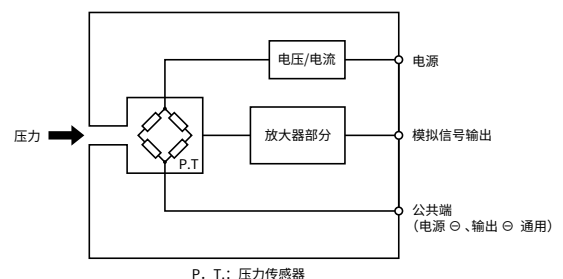 电压/电流
电源
压力
放大器部分
模拟信号输出
P.T
公共端
（电源 ⊖ 、输出 ⊖ 通用）
P．T.：压力传感器